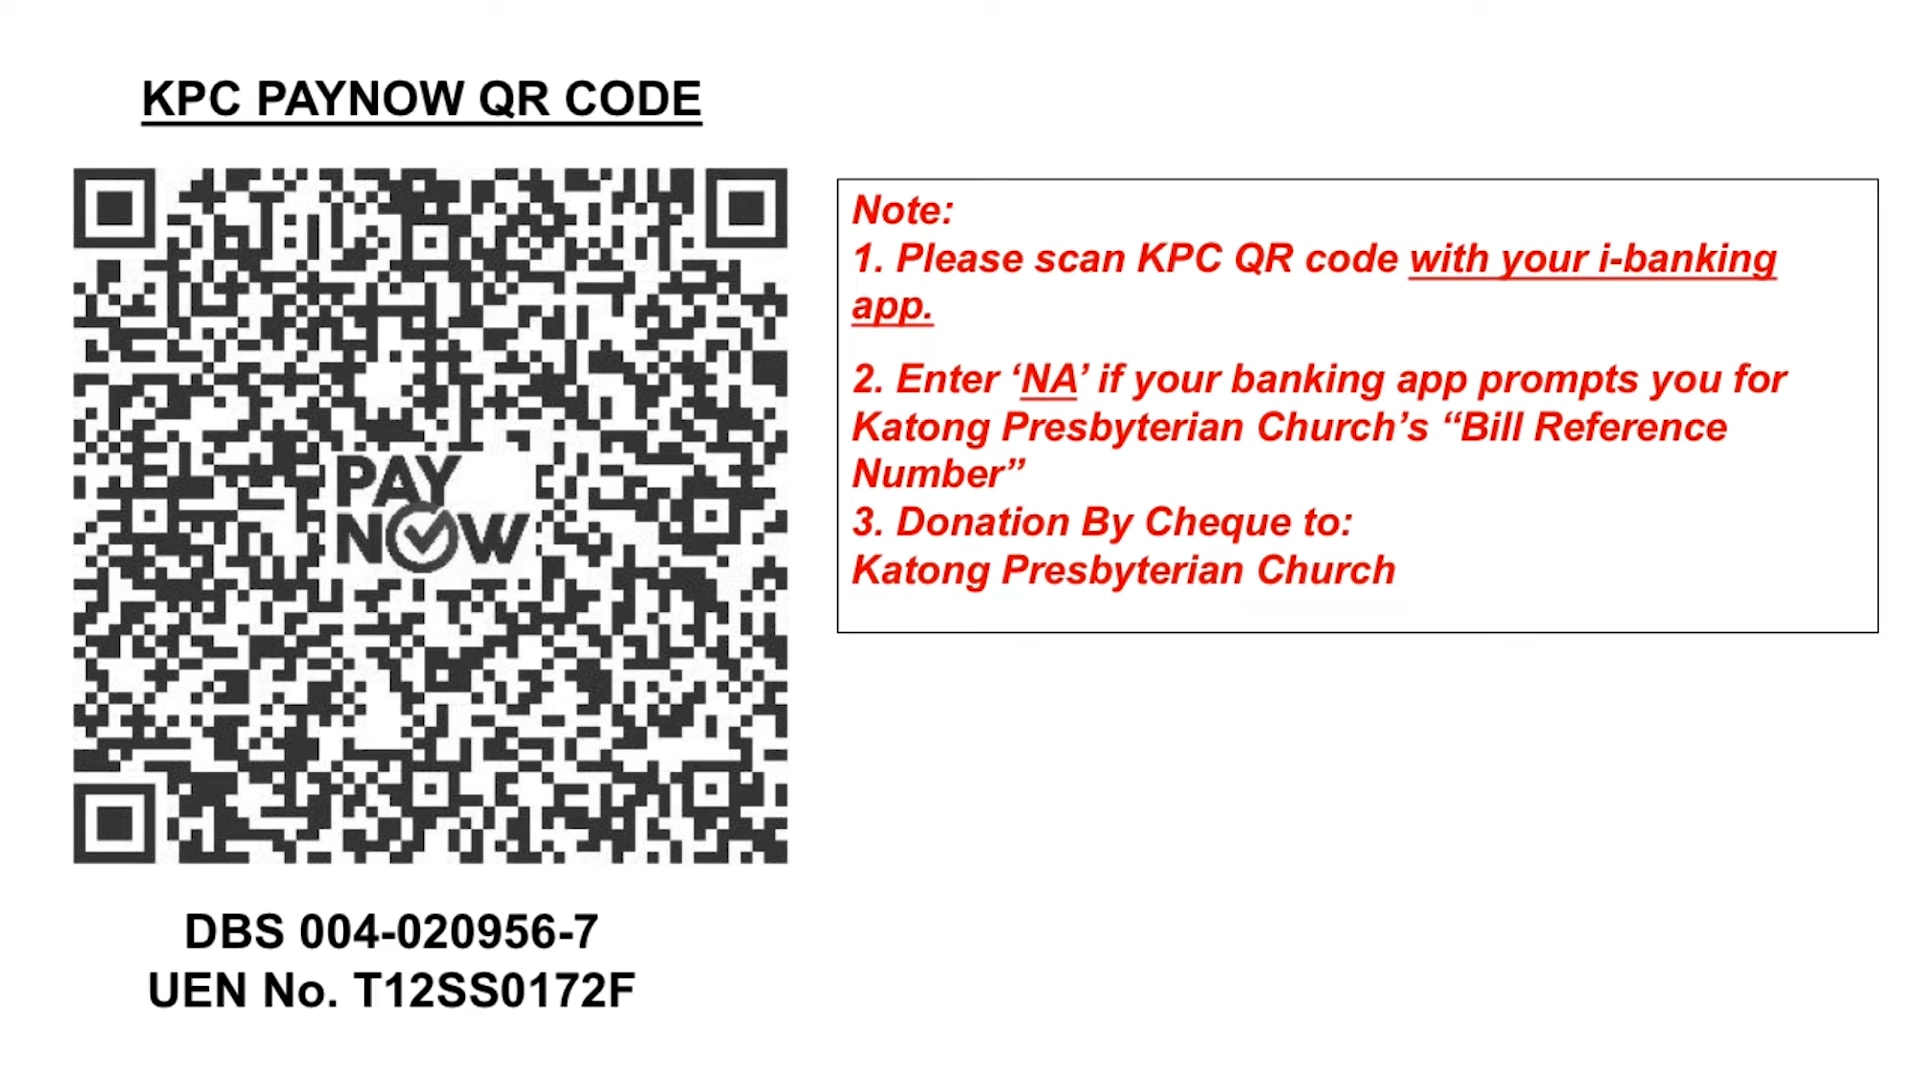 KPC PAYNOW QR CODE
PAY
NOW
DBS 004-020956-7
UEN No. T12SS0172F
Note:
1. Please scan KPC QR code with your i-banking
app.
2. Enter ‘NA’ if your banking app prompts you for
Katong Presbyterian Church’s “Bill Reference
Number”
3. Donation By Cheque to:
Katong Presbyterian Church